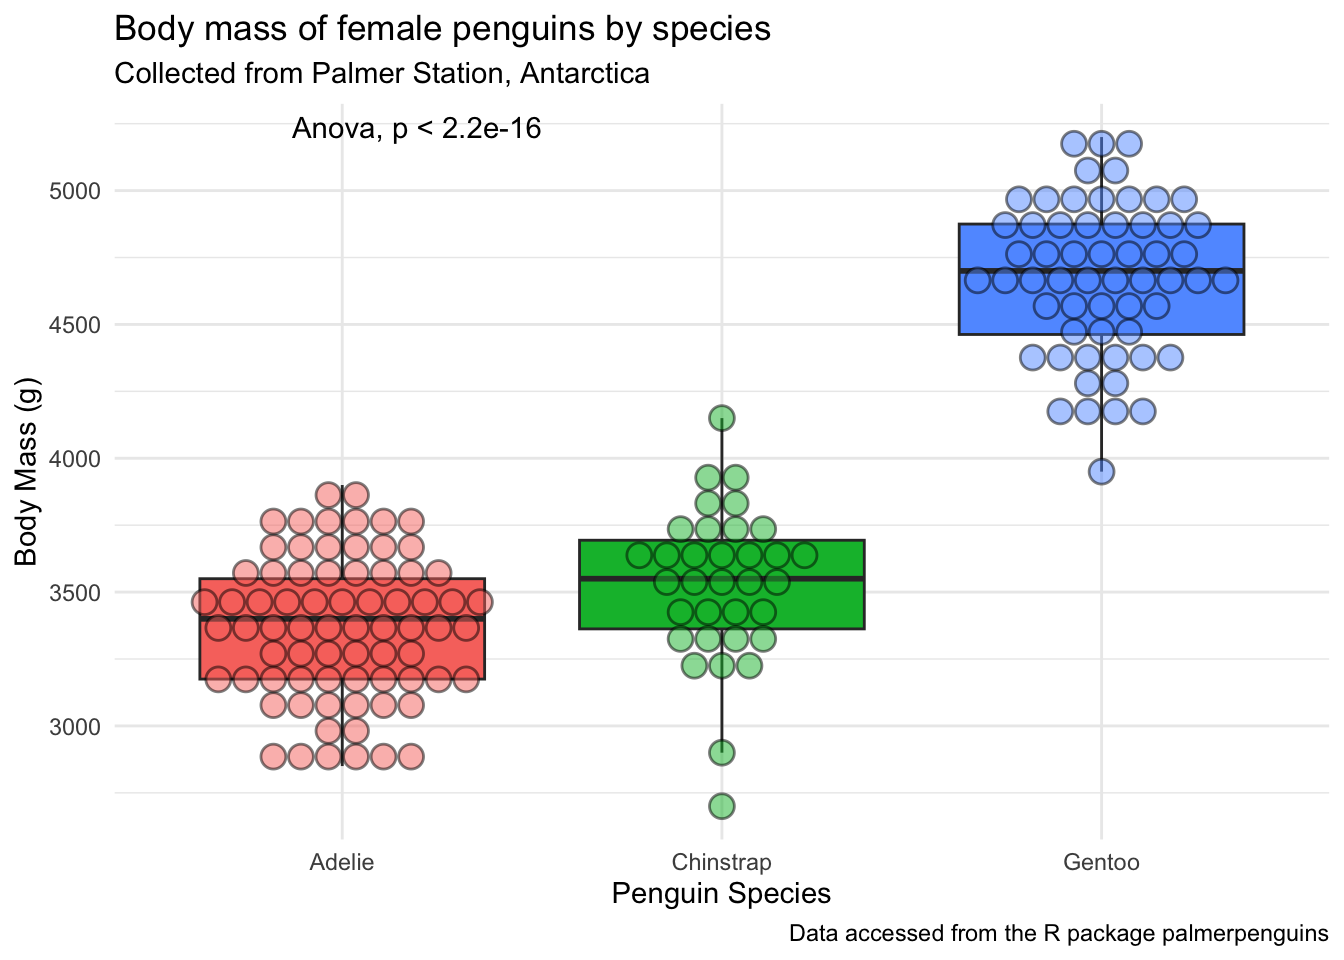 Body mass of female penguins by species
Collected from Palmer Station, Antarctica
Anova, p < 2.2e-16
Body Mass (g)
5000
4500
4000
3500
3000
Adelie Chinstrap Gentoo
Penguin Species
Data accessed from the R package palmerpenguins